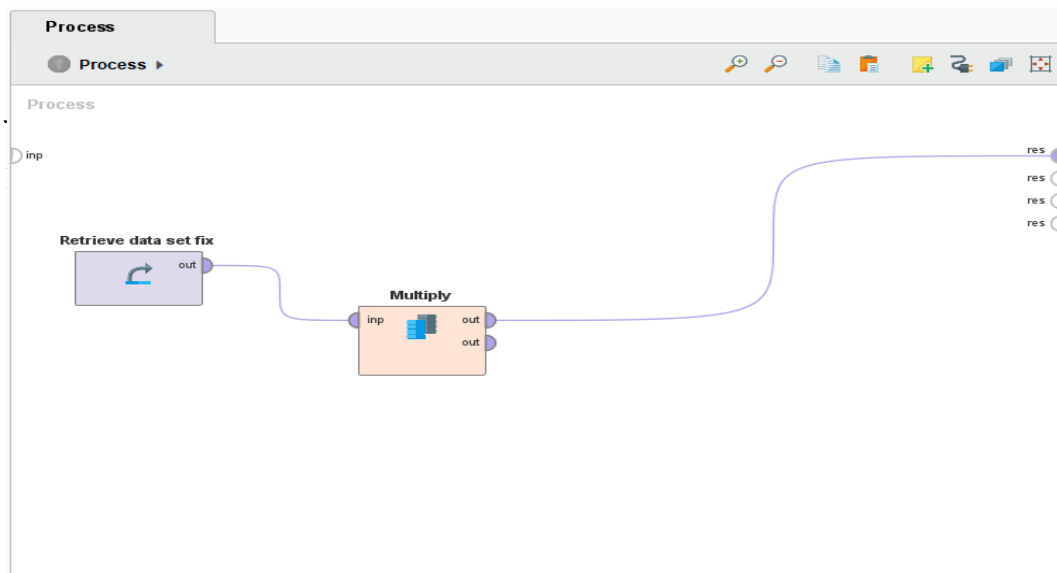 Process
Process
Process
inp
res
res
res
res
Retrieve data set fix
out
Multiply
inp
out
out